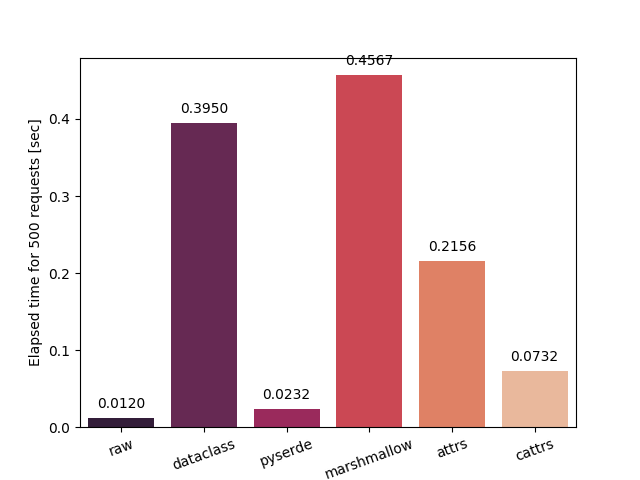 Elapsed time for 500 requests [sec]
0.4
0.3
0.2
0.1
0.0
0.0120
0.3950
0.0232
0.4567
0.2156
0.0732
raw
dataclass
pyserde
marshmallow
attrs
cattrs